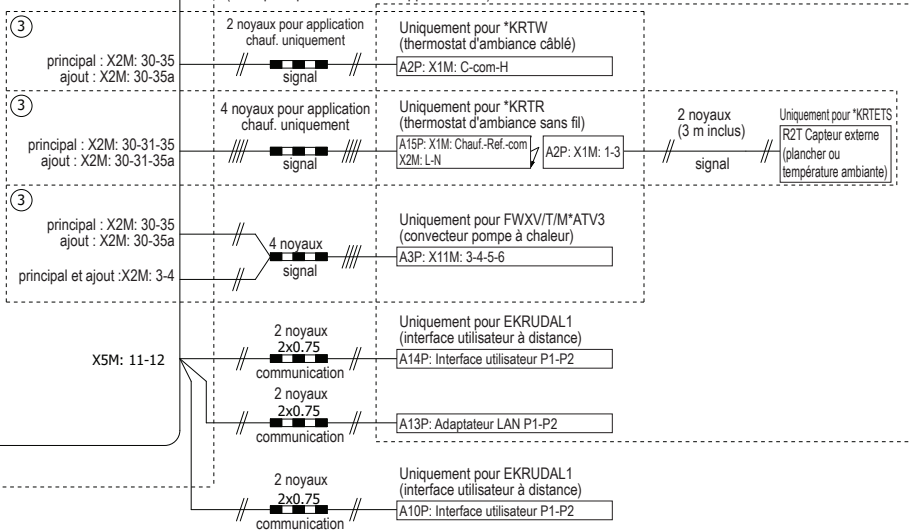 ③
2 noyaux pour application
chauf. uniquement
Uniquement pour *KRTW
(thermostat d'ambiance câblé)
principal : X2M: 30-35
ajout : X2M: 30-35a
signal
A2P: X1M: C-com-H
③
4 noyaux pour application
chauf. uniquement
Uniquement pour *KRTR
(thermostat d'ambiance sans fil)
2 noyaux
(3 m inclus)
Uniquement pour *KRTETS
principal : X2M: 30-31-35
ajout : X2M: 30-31-35a
signal
A15P: X1M: Chauf.-Ref.-com
X2M: L-N
A2P: X1M: 1-3
signal
R2T Capteur externe
(plancher ou
température ambiante)
③
principal : X2M: 30-35
ajout : X2M: 30-35a
principal et ajout :X2M: 3-4
4 noyaux
signal
Uniquement pour FWXV/T/M*ATV3
(convecteur pompe à chaleur)
A3P: X11M: 3-4-5-6
X5M: 11-12
2 noyaux
2x0.75
communication
Uniquement pour EKRUDAL1
(interface utilisateur à distance)
A14P: Interface utilisateur P1-P2
2 noyaux
2x0.75
communication
A13P: Adaptateur LAN P1-P2
2 noyaux
2x0.75
communication
Uniquement pour EKRUDAL1
(interface utilisateur à distance)
A10P: Interface utilisateur P1-P2